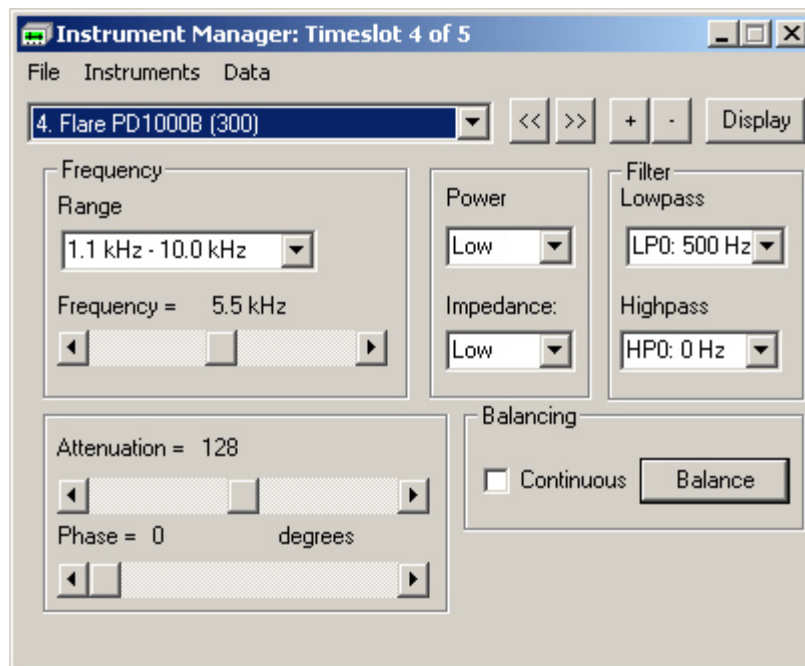 Instrument Manager: Timeslot 4 of 5
File Instruments Data
4. Flare PD1000B (300) << >> + - Display
Frequency
Range
1.1 kHz - 10.0 kHz
Frequency = 5.5 kHz
Power
Low
Impedance:
Low
Filter
Lowpass
LP0: 500 Hz
Highpass
HP0: 0 Hz
Attenuation = 128
Phase = 0 degrees
Balancing
Continuous Balance